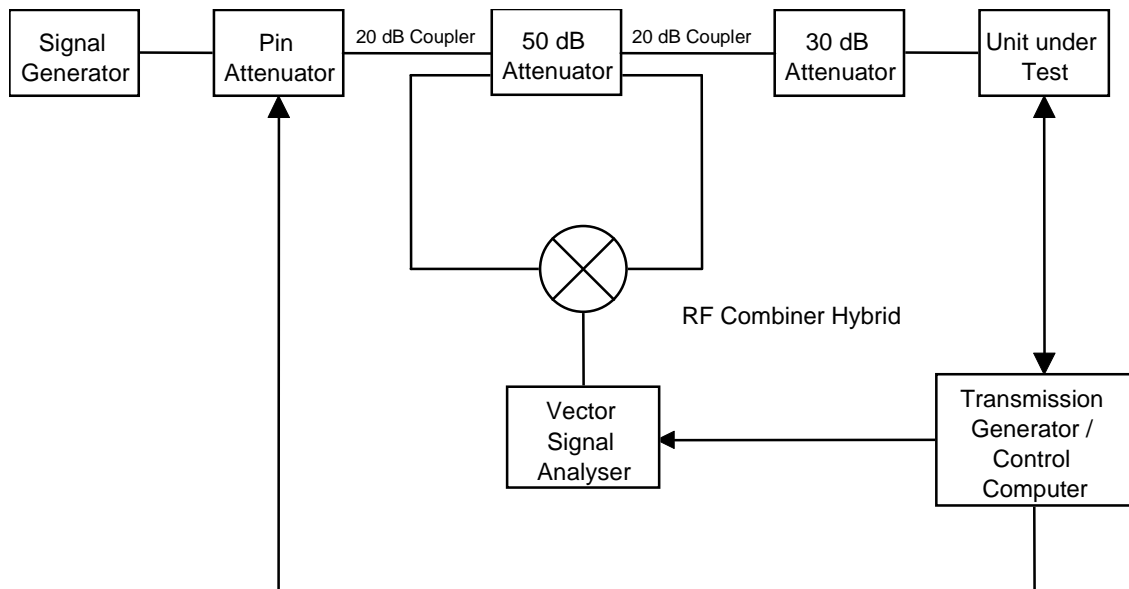 Signal
Generator
Pin
Attenuator
20 dB Coupler
50 dB
Attenuator
20 dB Coupler
30 dB
Attenuator
Unit under
Test
RF Combiner Hybrid
Vector
Signal
Analyser
Transmission
Generator /
Control
Computer